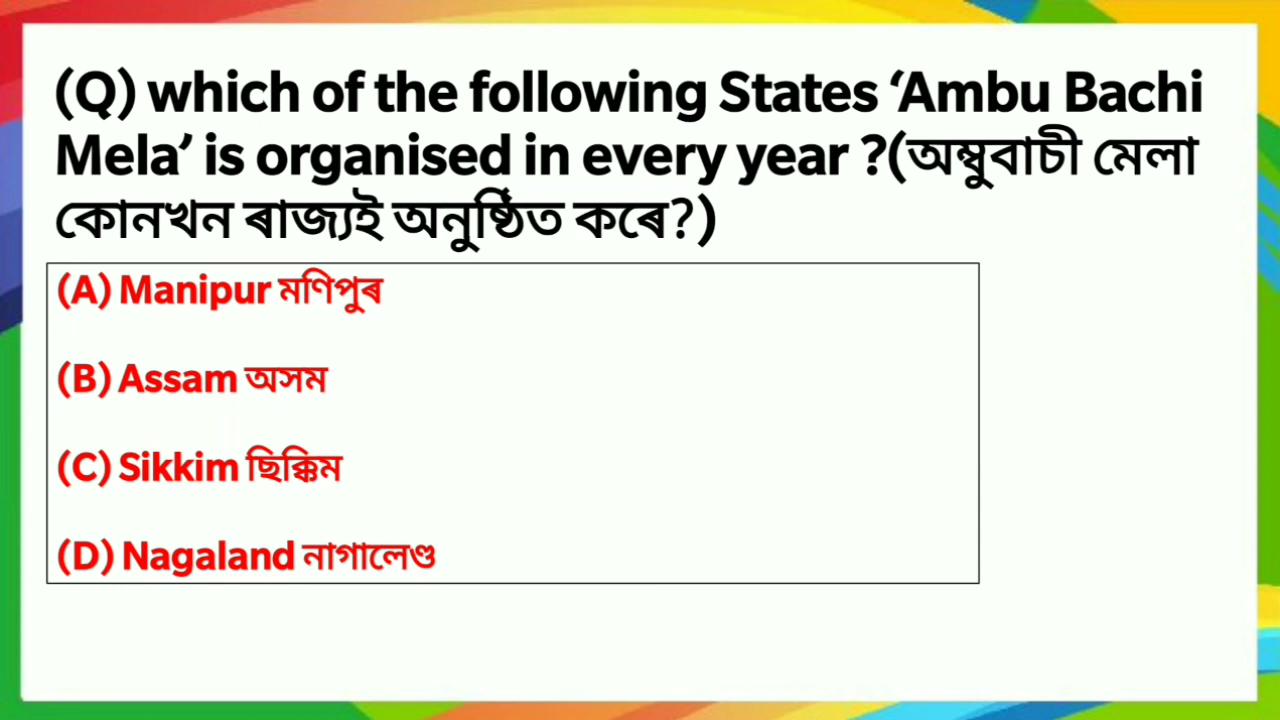 (Q) which of the following States ‘Ambu Bachi
Mela’ is organised in every year ?(অম্বুবাচী মেলা
কোনখন ৰাজ্যই অনুষ্ঠিত কৰে?)
(A) Manipur মণিপুৰ
(B) Assam অসম
(C) Sikkim ছিক্কিম
(D) Nagaland নাগালেণ্ড